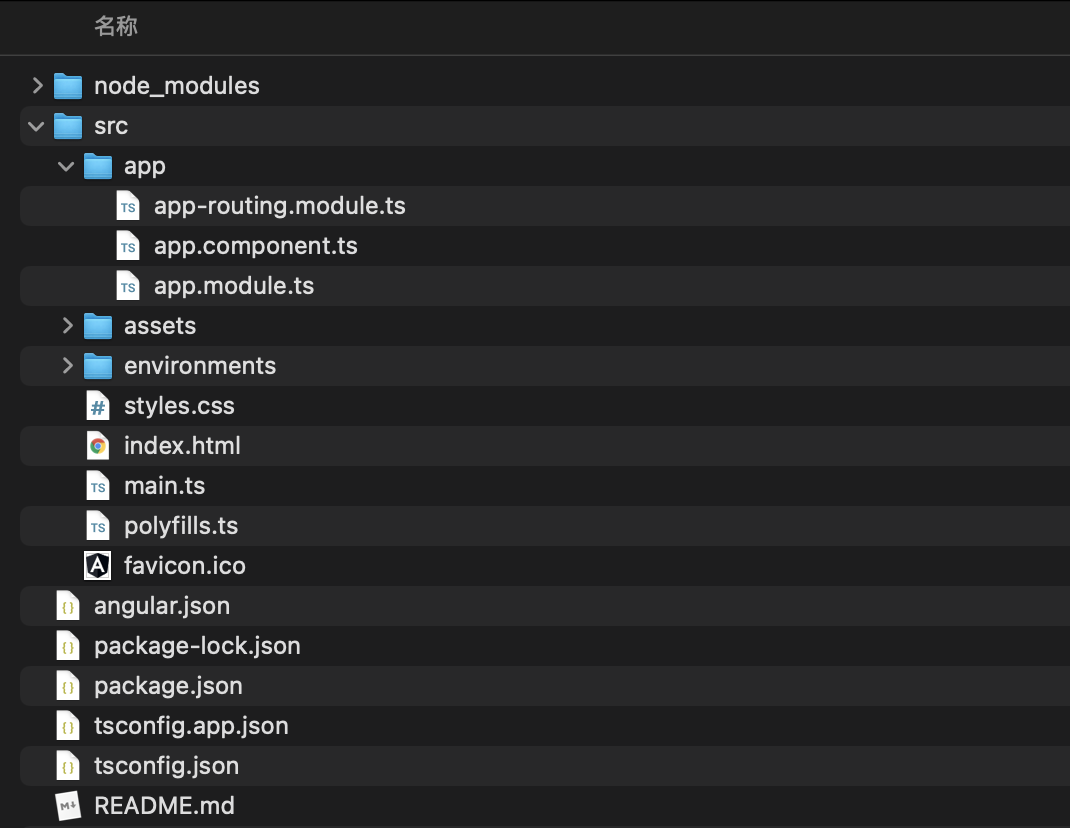 名称
node_modules
src
app
TS app-routing.module.ts
TS app.component.ts
TS app.module.ts
assets
environments
# styles.css
index.html
TS main.ts
TS polyfills.ts
A favicon.ico
{} angular.json
{} package-lock.json
{} package.json
{} tsconfig.app.json
{} tsconfig.json
M↓ README.md